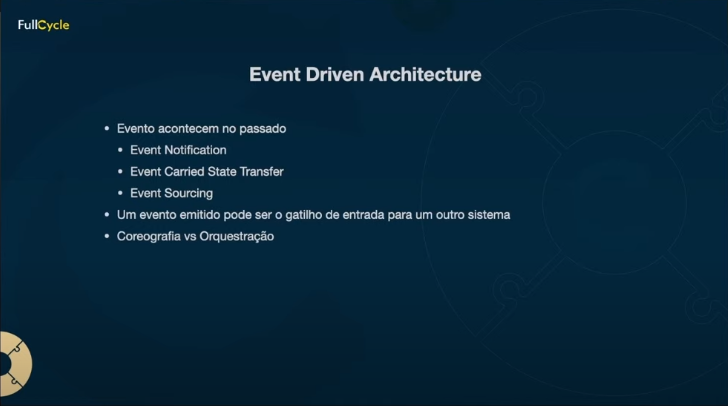 FullCycle
Event Driven Architecture
• Evento acontecem no passado
• Event Notification
• Event Carried State Transfer
• Event Sourcing
• Um evento emitido pode ser o gatilho de entrada para um outro sistema
• Coreografia vs Orquestração